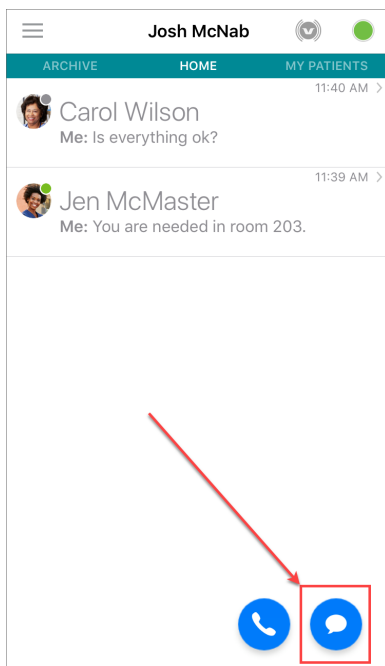 Josh McNab
ARCHIVE HOME MY PATIENTS
11:40 AM
Carol Wilson
Me: Is everything ok?
11:39 AM
Jen McMaster
Me: You are needed in room 203.